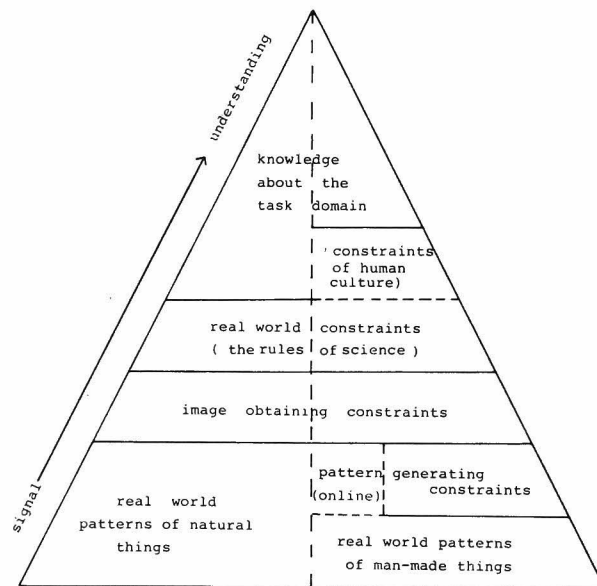 understanding
knowledge
about the
task domain
constraints
of human
culture)
real world constraints
( the rules of science )
image obtaining constraints
signal
pattern generating
(online) constraints
real world
patterns of natural
things
real world patterns
of man-made things